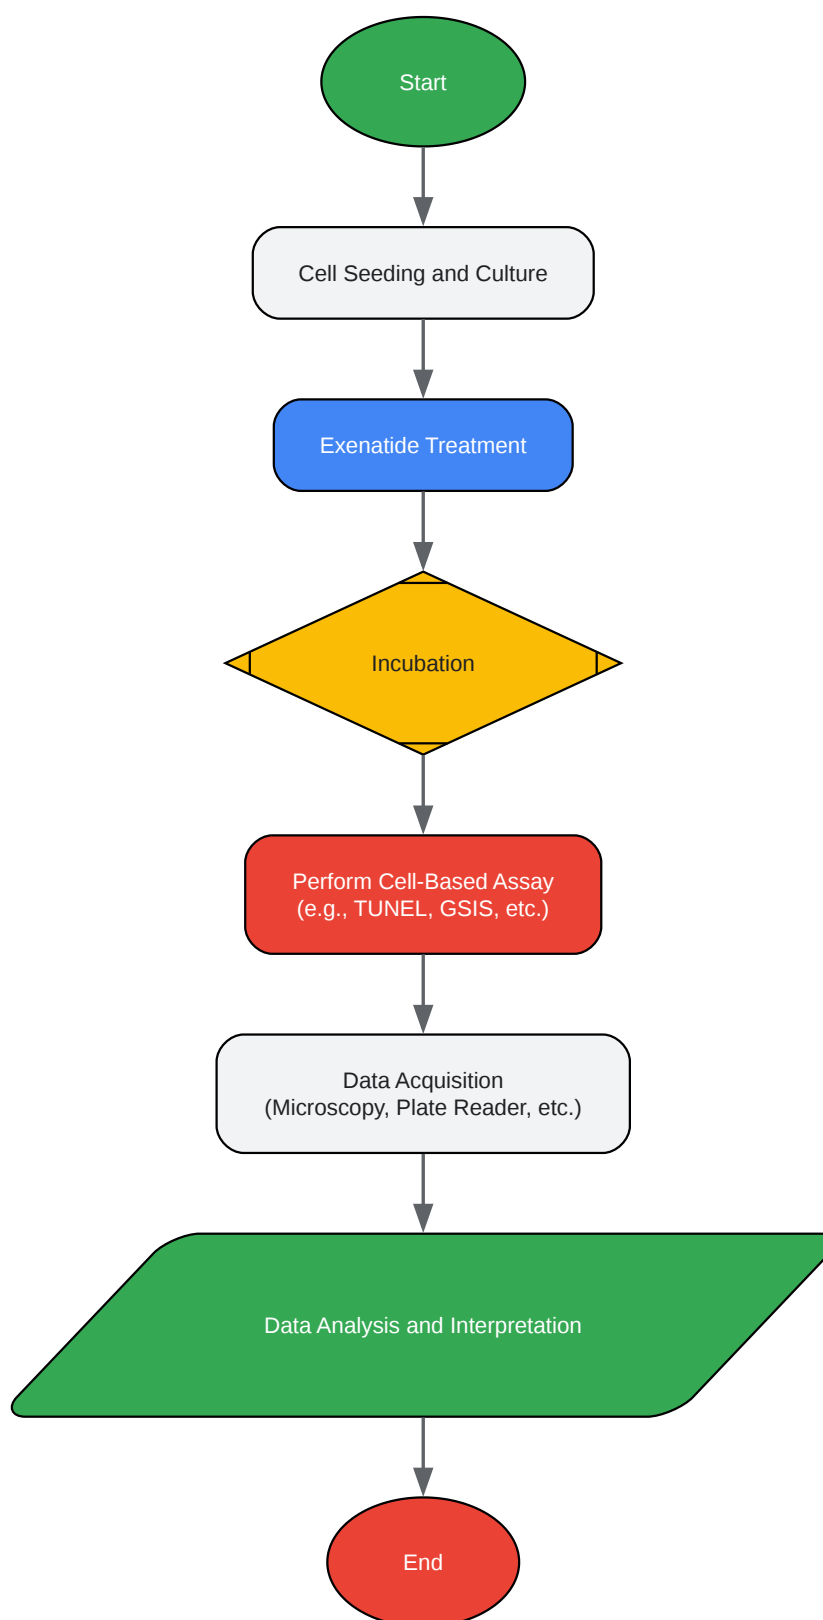 Start
Cell Seeding and Culture
Exenatide Treatment
Incubation
Perform Cell-Based Assay
(e.g., TUNEL, GSIS, etc.)
Data Acquisition
(Microscopy, Plate Reader, etc.)
Data Analysis and Interpretation
End